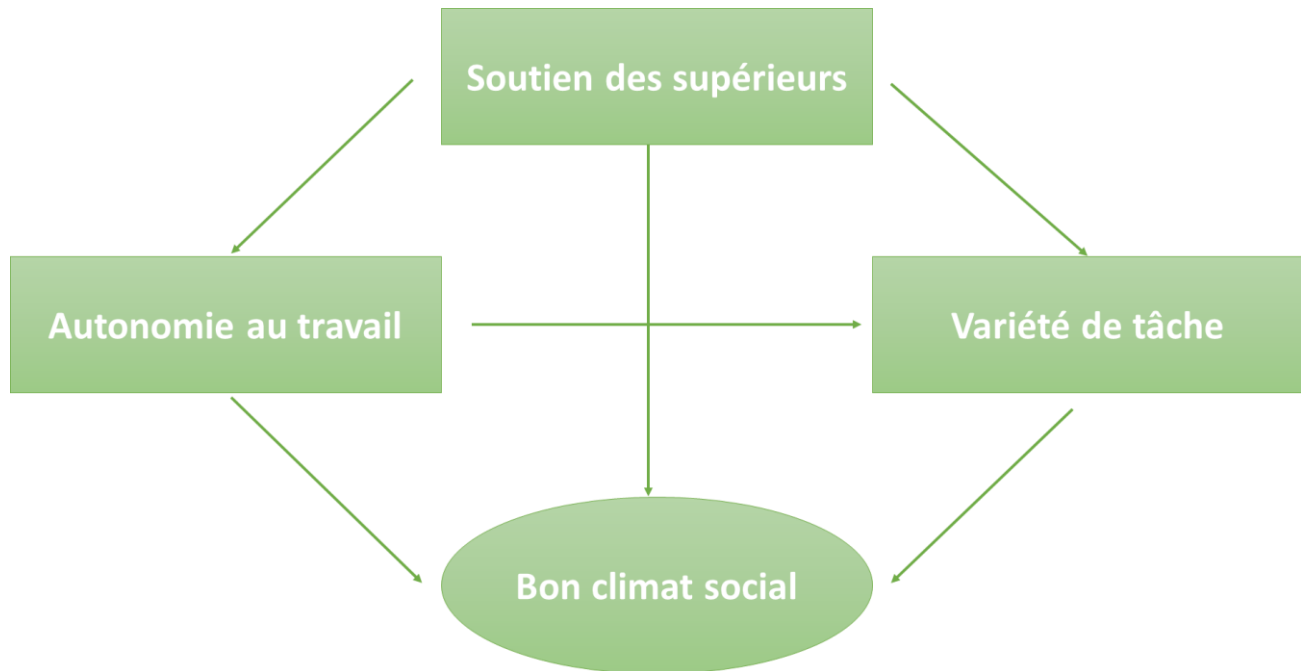 Soutien des supérieurs
Autonomie au travail
Variété de tâche
Bon climat social